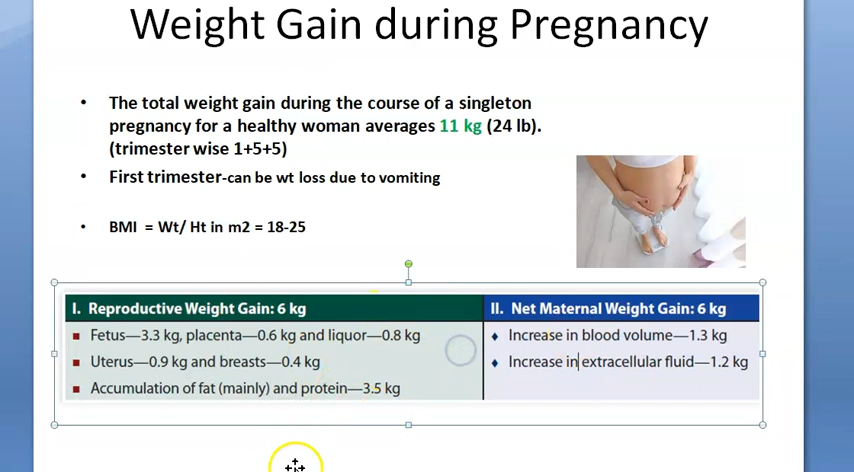 Weight Gain during Pregnancy
• The total weight gain during the course of a singleton
pregnancy for a healthy woman averages 11 kg (24 lb).
(trimester wise 1+5+5)
• First trimester-can be wt loss due to vomiting
• BMI = Wt/ Ht in m2 = 18-25
I. Reproductive Weight Gain: 6 kg
▪ Fetus—3.3 kg, placenta—0.6 kg and liquor—0.8 kg
▪ Uterus—0.9 kg and breasts—0.4 kg
▪ Accumulation of fat (mainly) and protein—3.5 kg
II. Net Maternal Weight Gain: 6 kg
♦ Increase in blood volume—1.3 kg
♦ Increase in extracellular fluid—1.2 kg